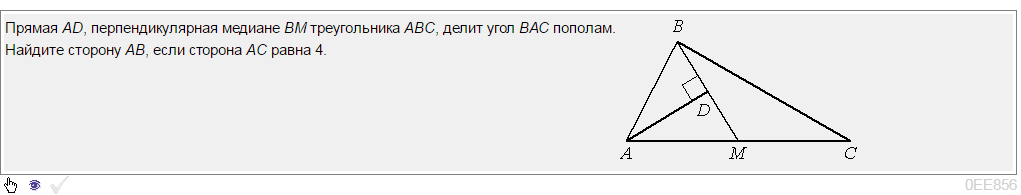 Прямая AD, перпендикулярная медиане BM треугольника ABC, делит угол BAC пополам.
Найдите сторону AB, если сторона AC равна 4.
B
D
A
M
C
0EE856